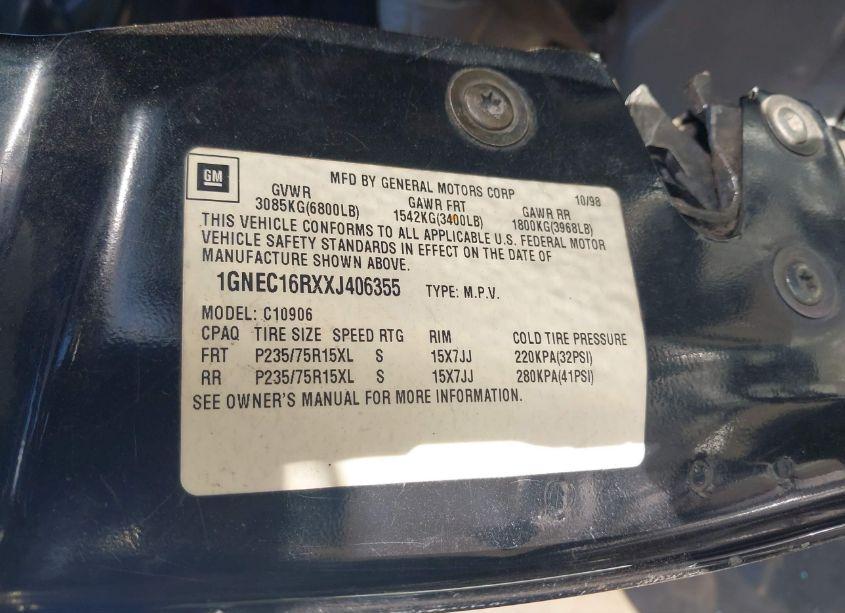 GM
MFD BY GENERAL MOTORS CORP 10/98
GVWR GAWR FRT GAWR RR
3085KG(6800LB) 1542KG(3400LB) 1800KG(3968LB)
THIS VEHICLE CONFORMS TO ALL APPLICABLE U.S. FEDERAL MOTOR
VEHICLE SAFETY STANDARDS IN EFFECT ON THE DATE OF
MANUFACTURE SHOWN ABOVE.
1GNEC16RXXJ406355 TYPE: M.P.V.
MODEL: C10906
CPAQ TIRE SIZE SPEED RTG RIM COLD TIRE PRESSURE
FRT P235/75R15XL S 15X7JJ 220KPA(32PSI)
RR P235/75R15XL S 15X7JJ 280KPA(41PSI)
SEE OWNER'S MANUAL FOR MORE INFORMATION.